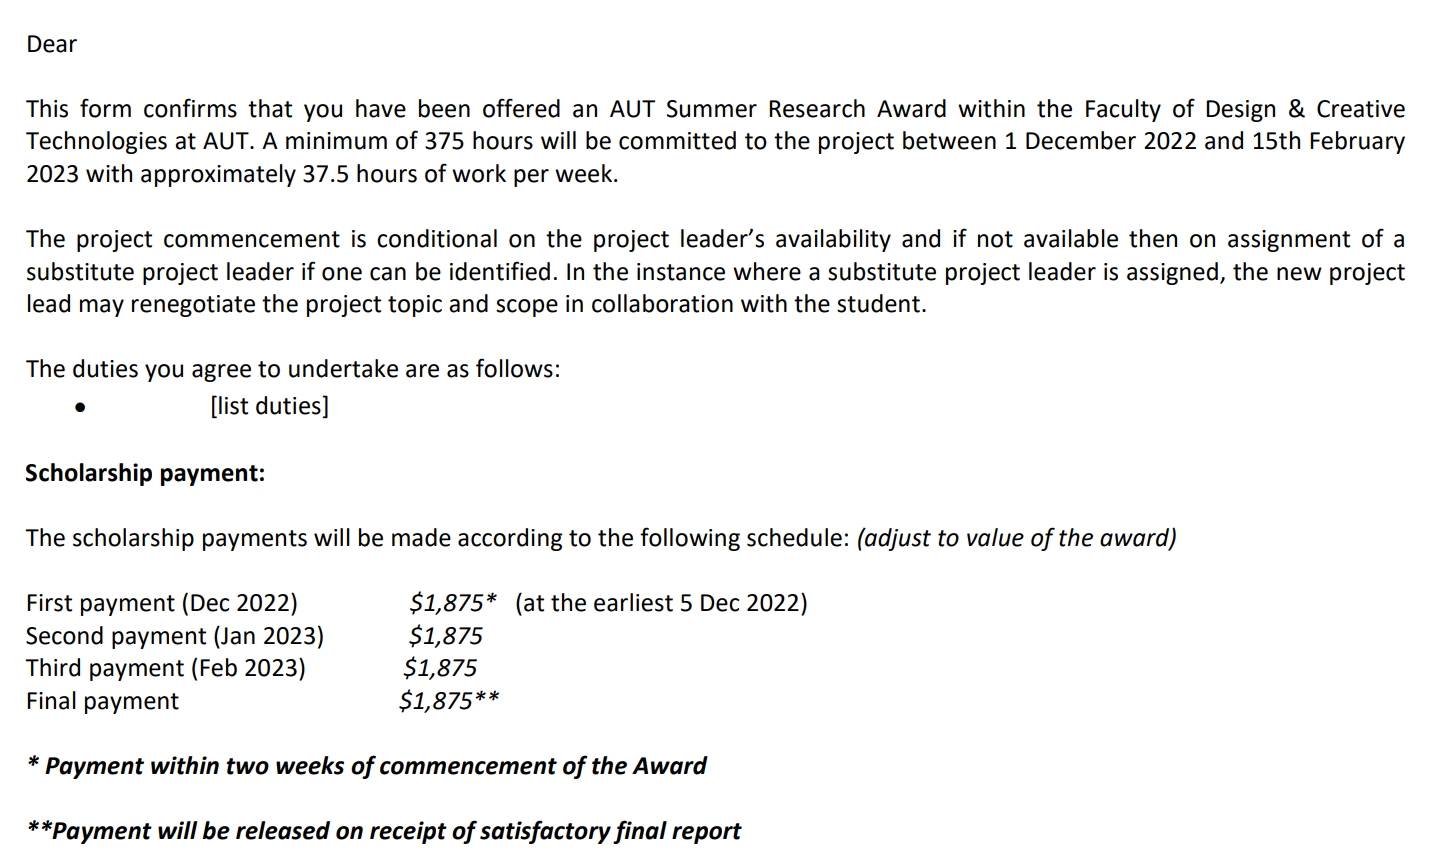 Dear
This form confirms that you have been offered an AUT Summer Research Award within the Faculty of Design & Creative
Technologies at AUT. A minimum of 375 hours will be committed to the project between 1 December 2022 and 15th February
2023 with approximately 37.5 hours of work per week.
The project commencement is conditional on the project leader’s availability and if not available then on assignment of a
substitute project leader if one can be identified. In the instance where a substitute project leader is assigned, the new project
lead may renegotiate the project topic and scope in collaboration with the student.
The duties you agree to undertake are as follows:
• [list duties]
Scholarship payment:
The scholarship payments will be made according to the following schedule: (adjust to value of the award)
First payment (Dec 2022) $1,875* (at the earliest 5 Dec 2022)
Second payment (Jan 2023) $1,875
Third payment (Feb 2023) $1,875
Final payment $1,875**
* Payment within two weeks of commencement of the Award
**Payment will be released on receipt of satisfactory final report